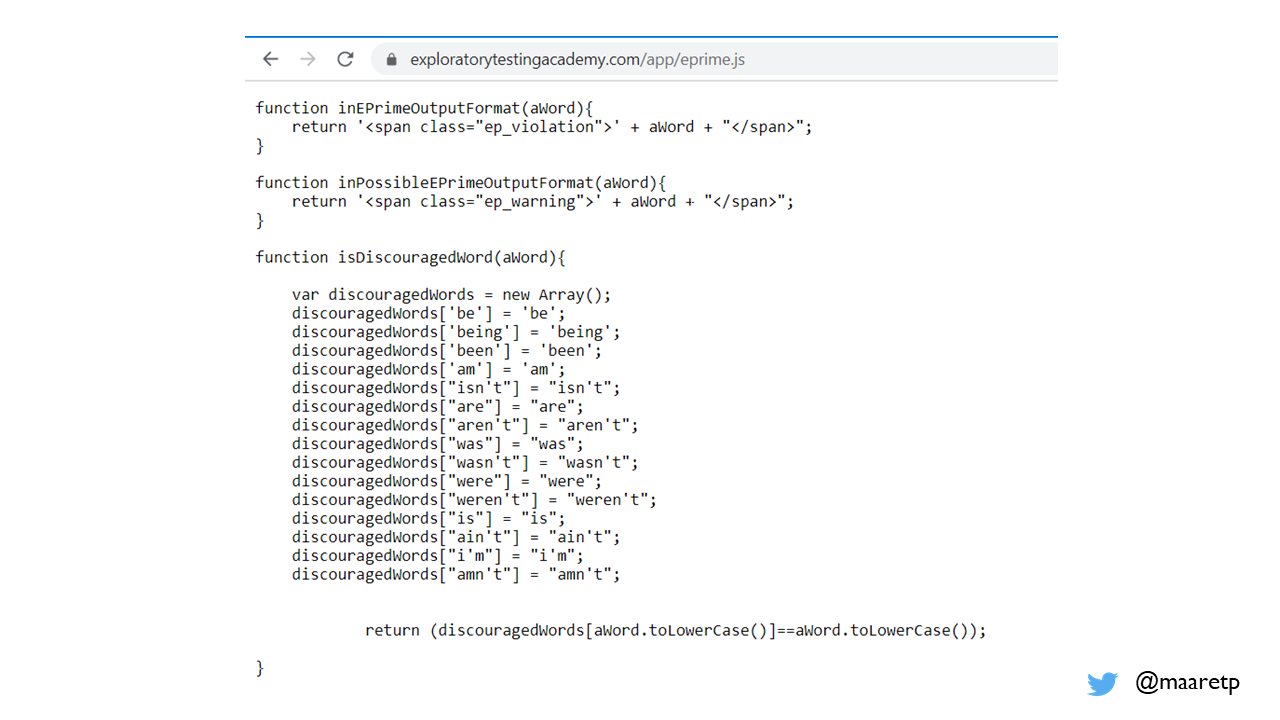 exploratorytestingacademy.com/app/eprime.js
function inEPrimeOutputFormat(aWord){
    return '<span class="ep_violation">' + aWord + "</span>";
}
function inPossibleEPrimeOutputFormat(aWord){
    return '<span class="ep_warning">' + aWord + "</span>";
}
function isDiscouragedWord(aWord){
    var discouragedWords = new Array();
    discouragedWords['be'] = 'be';
    discouragedWords['being'] = 'being';
    discouragedWords['been'] = 'been';
    discouragedWords['am'] = 'am';
    discouragedWords["isn't"] = "isn't";
    discouragedWords["are"] = "are";
    discouragedWords["aren't"] = "aren't";
    discouragedWords["was"] = "was";
    discouragedWords["wasn't"] = "wasn't";
    discouragedWords["were"] = "were";
    discouragedWords["weren't"] = "weren't";
    discouragedWords["is"] = "is";
    discouragedWords["ain't"] = "ain't";
    discouragedWords["i'm"] = "i'm";
    discouragedWords["amn't"] = "amn't";
            return (discouragedWords[aWord.toLowerCase()]==aWord.toLowerCase());
}
@maaretp